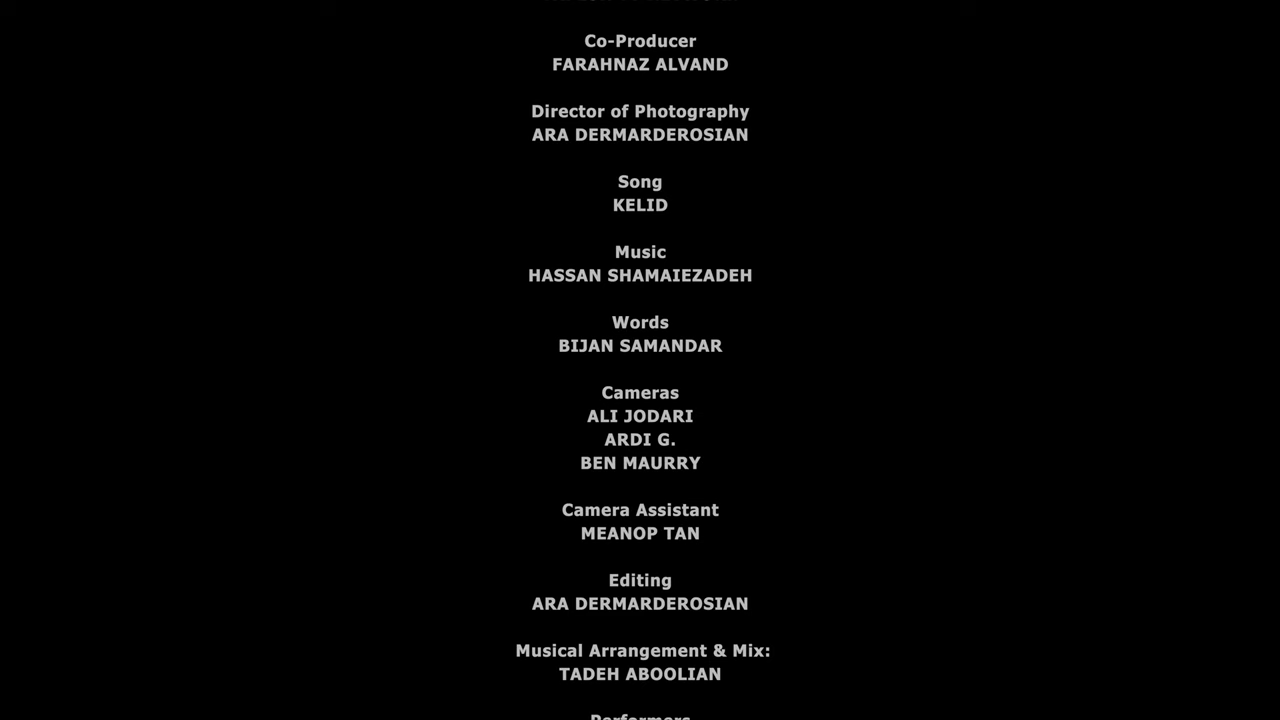 Co-Producer
FARAHNAZ ALVAND
Director of Photography
ARA DERMARDEROSIAN
Song
KELID
Music
HASSAN SHAMAIEZADEH
Words
BIJAN SAMANDAR
Cameras
ALI JODARI
ARDI G.
BEN MAURRY
Camera Assistant
MEANOP TAN
Editing
ARA DERMARDEROSIAN
Musical Arrangement & Mix:
TADEH ABOOLIAN
Performers